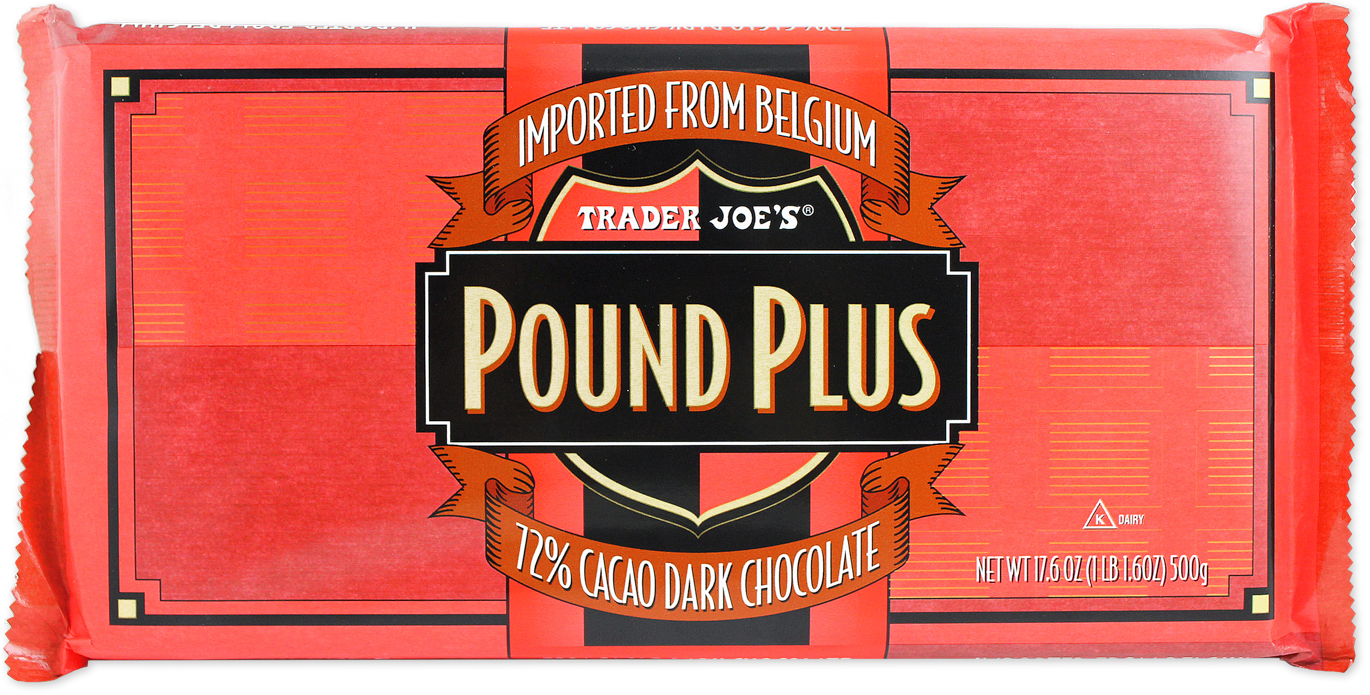 IMPORTED FROM BELGIUM
TRADER JOE'S®
POUND PLUS
72% CACAO DARK CHOCOLATE
K DAIRY
NET WT 17.6 OZ (1 LB 1.6OZ) 500g